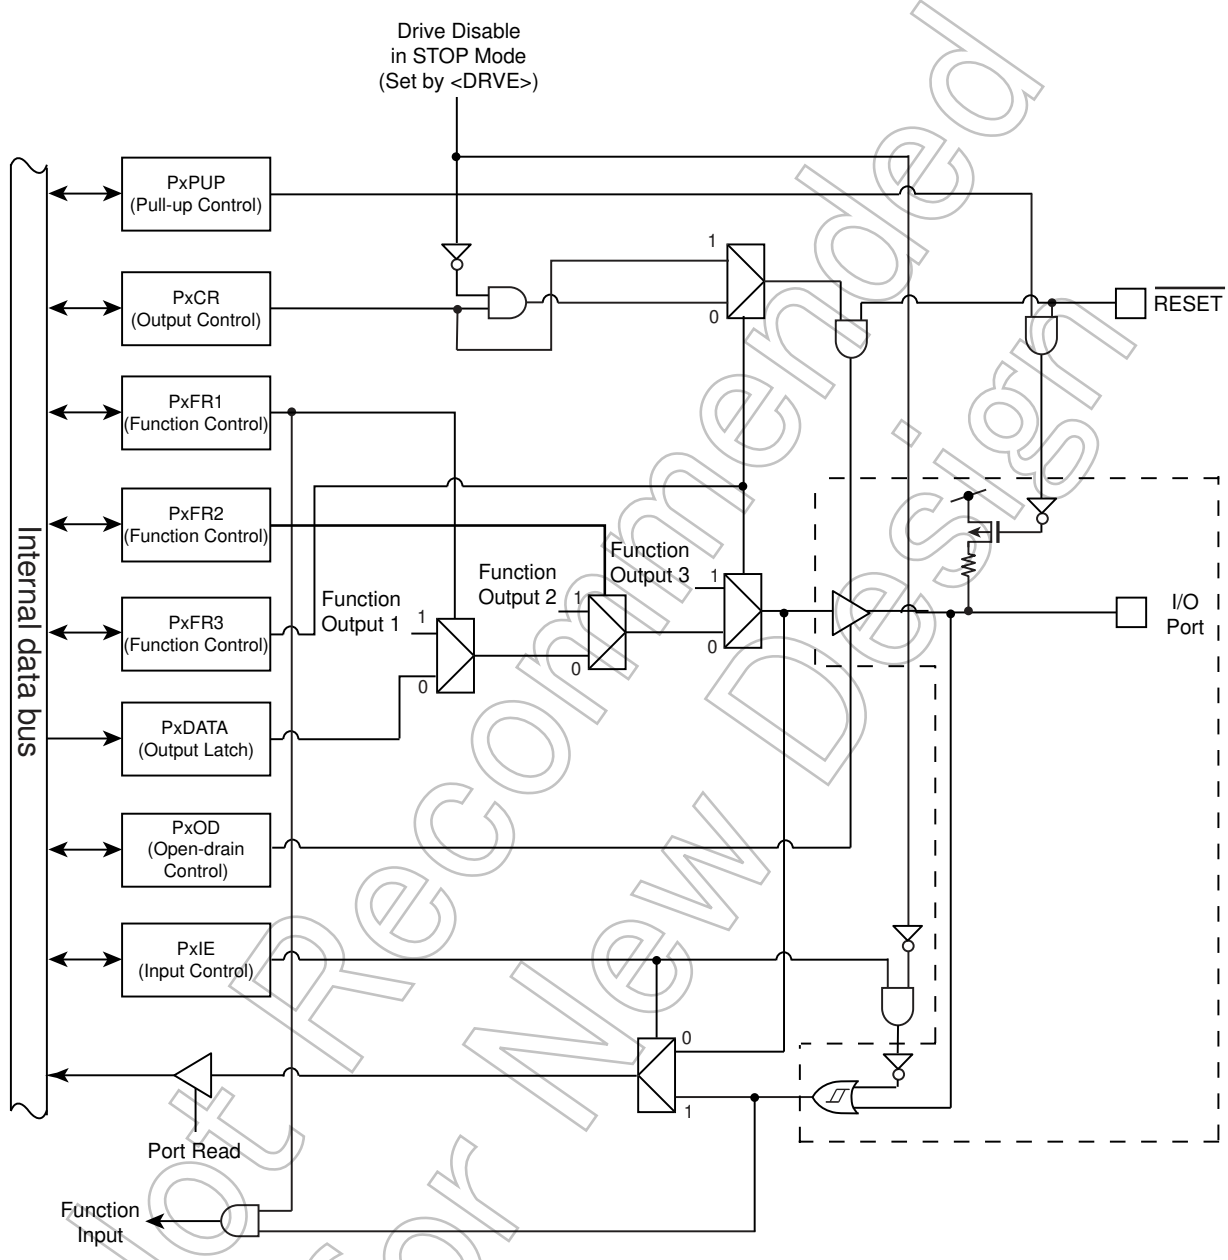 Drive Disable
in STOP Mode
(Set by <DRVE>)
PxPUP
(Pull-up Control)
1
PxCR
(Output Control)
0
RESET
PxFR1
(Function Control)
PxFR2
(Function Control)
Function
Output 3
1
Function
Output 2
1
Function
Output 1
1
PxFR3
(Function Control)
I/O
Port
0
0
0
Internal data bus
PxDATA
(Output Latch)
PxOD
(Open-drain
Control)
PxIE
(Input Control)
0
1
Port Read
Function
Input
Not Recommended
for New Design